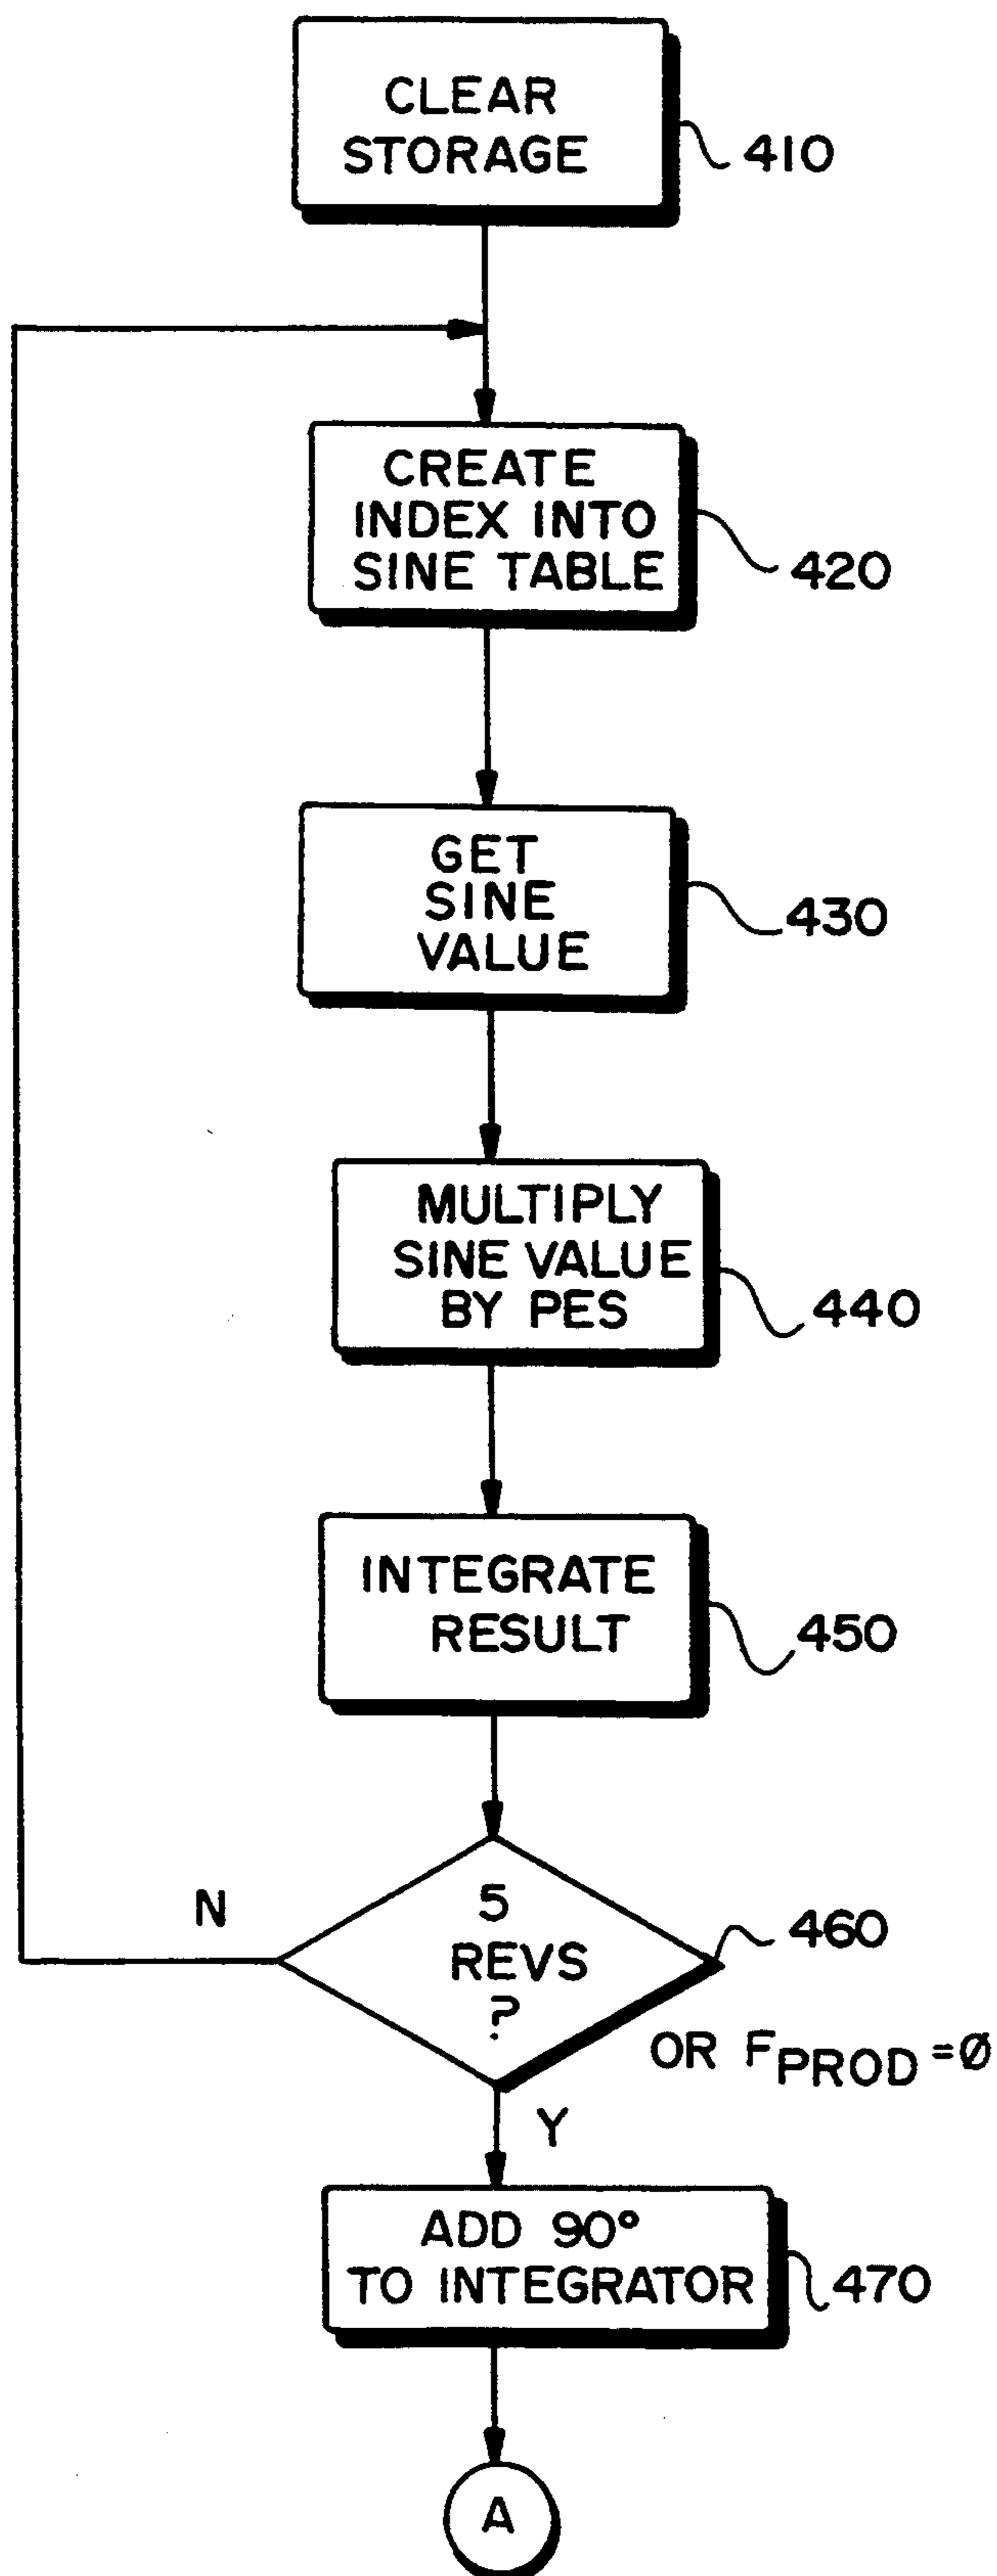 CLEAR
STORAGE
410
CREATE
INDEX INTO
SINE TABLE
420
GET
SINE
VALUE
430
MULTIPLY
SINE VALUE
BY PES
440
INTEGRATE
RESULT
450
N
5
REVS
?
460
OR FPROD=Ø
Y
ADD 90°
TO INTEGRATOR
470
A